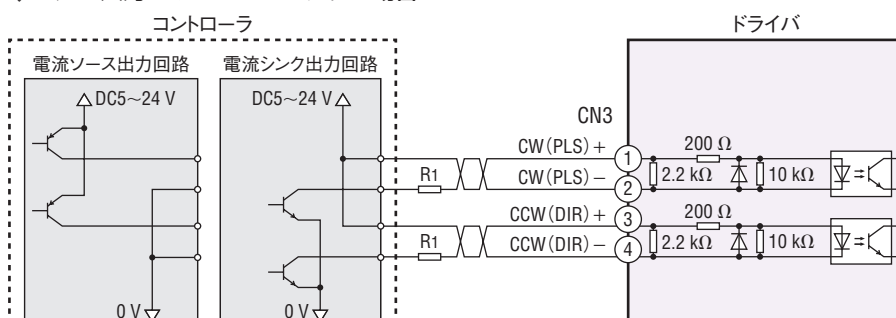 コントローラ
ドライバ
電流ソース出力回路
電流シンク出力回路
DC5～24 V
DC5～24 V
CN3
CW(PLS)+
1
200 Ω
R1
CW(PLS)−
2
2.2 kΩ
10 kΩ
CCW(DIR)+
3
200 Ω
R1
CCW(DIR)−
4
2.2 kΩ
10 kΩ
0 V
0 V